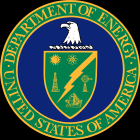 DEPARTMENT OF ENERGY
UNITED STATES OF AMERICA